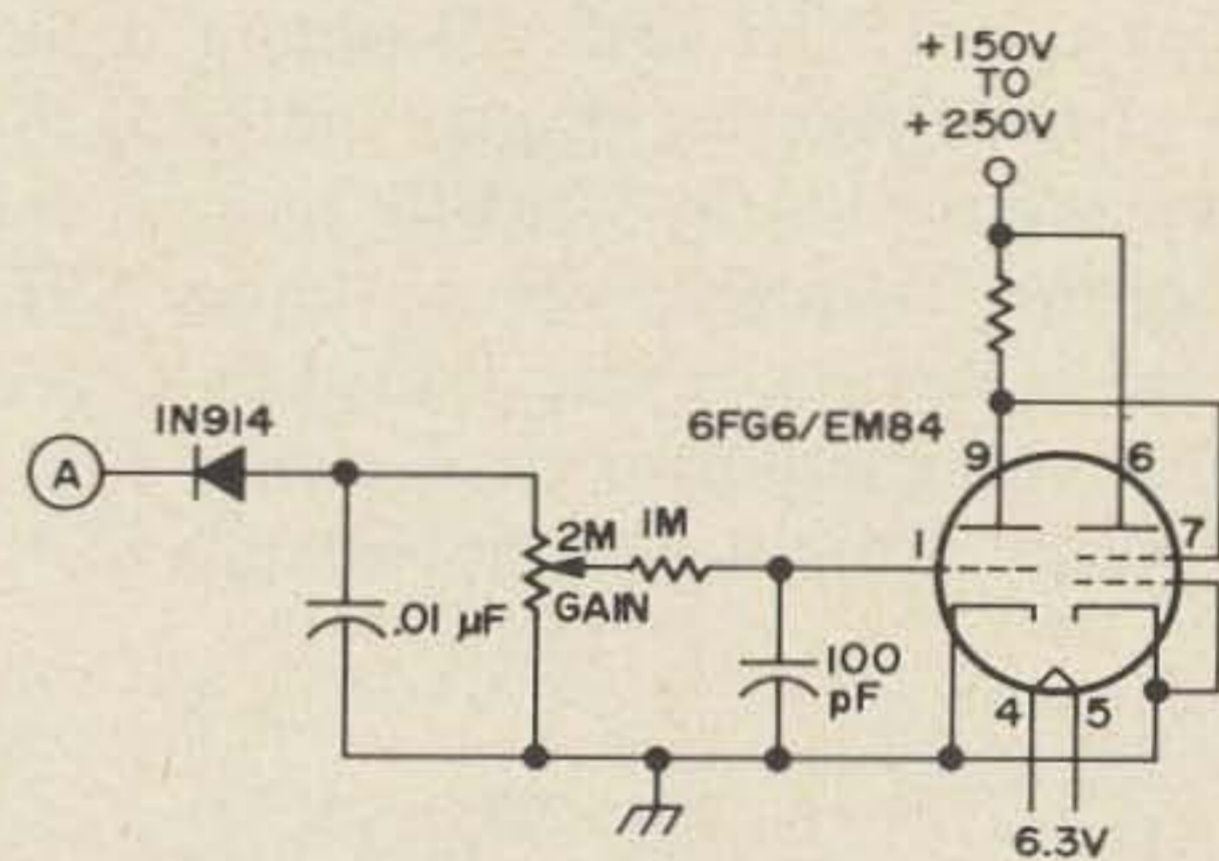 +150V
TO
+250V
1N914
6FG6/EM84
9
6
A
2M
1M
1
7
.01 µF
GAIN
100
pF
4
5
6.3V